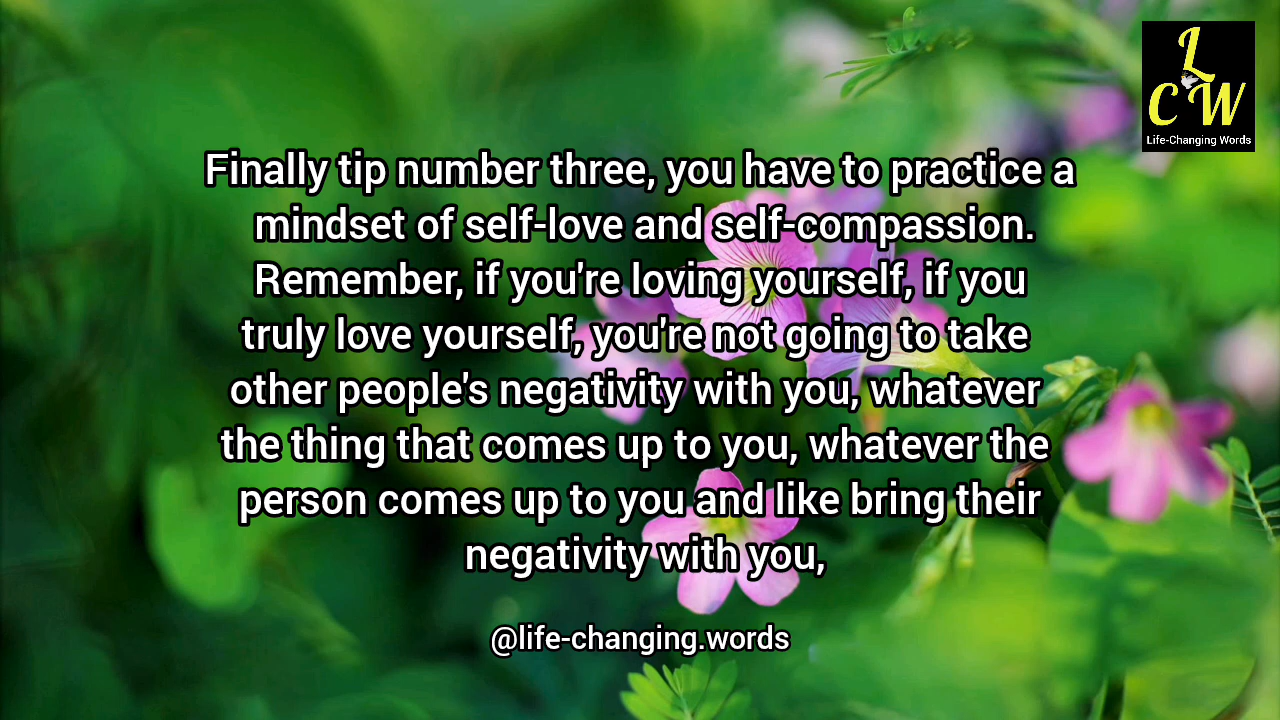 L
C W
Life-Changing Words
Finally tip number three, you have to practice a
mindset of self-love and self-compassion.
Remember, if you're loving yourself, if you
truly love yourself, you're not going to take
other people's negativity with you, whatever
the thing that comes up to you, whatever the
person comes up to you and like bring their
negativity with you,
@life-changing.words